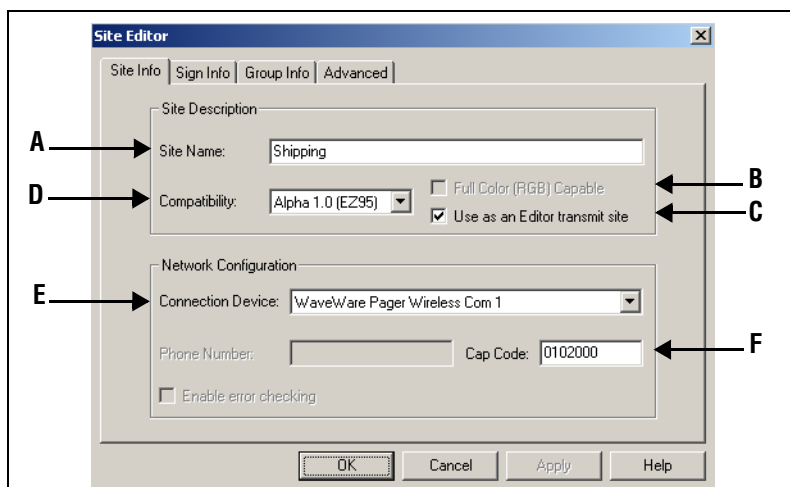 Site Editor
Site Info Sign Info Group Info Advanced
Site Description
A Site Name: Shipping
D Compatibility: Alpha 1.0 (EZ95) Full Color (RGB) Capable B
Use as an Editor transmit site C
Network Configuration
E Connection Device: WaveWare Pager Wireless Com 1
Phone Number: Cap Code: 0102000 F
Enable error checking
OK Cancel Apply Help